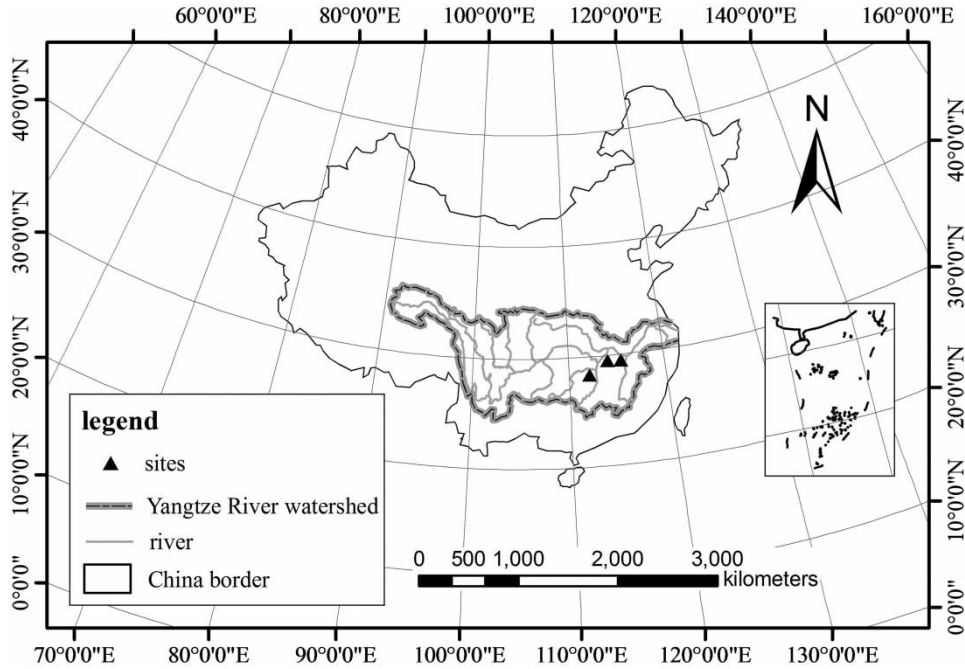 60°0'0"E 80°0'0"E 100°0'0"E 120°0'0"E 140°0'0"E 160°0'0"E
40°0'0"N
30°0'0"N
20°0'0"N
10°0'0"N
0°0'0"
N
40°0'0"N
30°0'0"N
20°0'0"N
10°0'0"N
0°0'0"
legend
sites
Yangtze River watershed
river
China border
0 500 1,000 2,000 3,000
kilometers
70°0'0"E 80°0'0"E 90°0'0"E 100°0'0"E 110°0'0"E 120°0'0"E 130°0'0"E